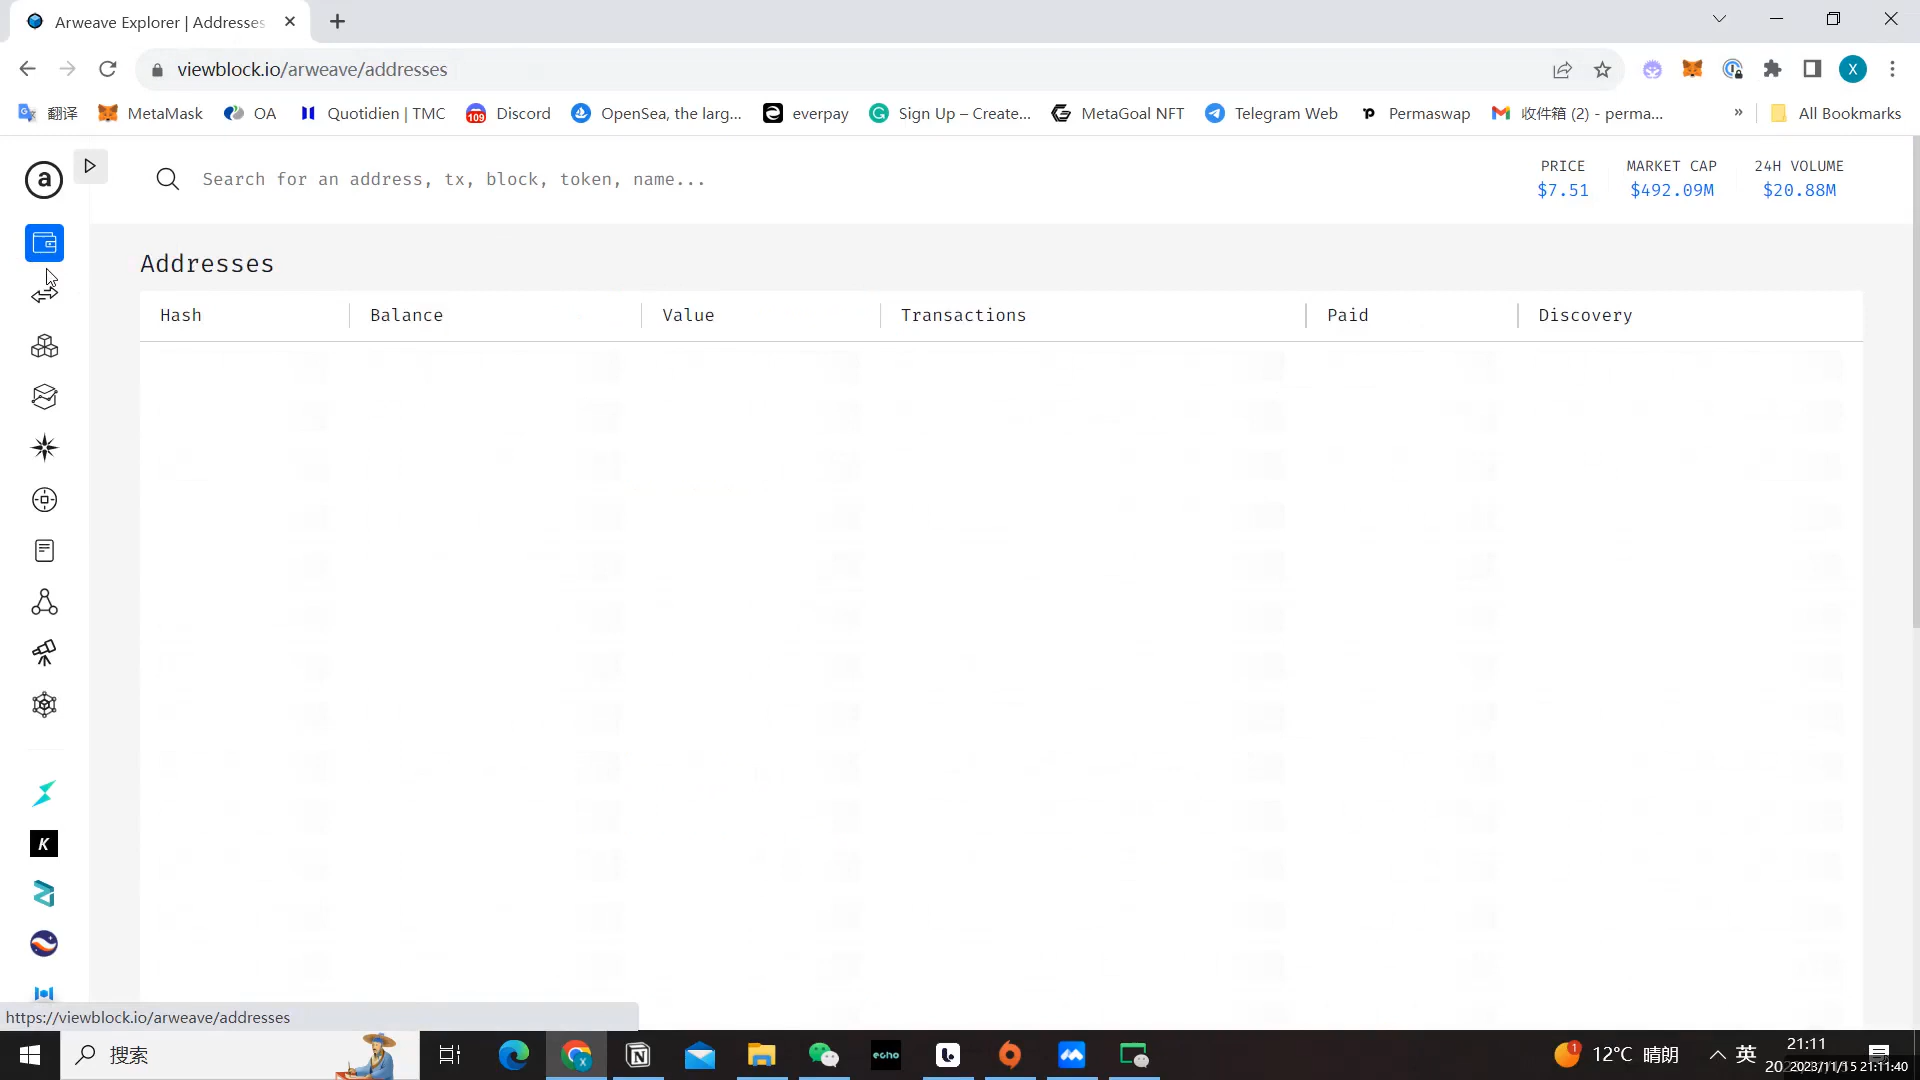 Arweave Explorer | Addresses
viewblock.io/arweave/addresses
X
翻译
MetaMask
OA
Quotidien | TMC
109
Discord
OpenSea, the larg...
everpay
Sign Up – Create...
MetaGoal NFT
Telegram Web
Permaswap
收件箱 (2) - perma...
»
All Bookmarks
a
Search for an address, tx, block, token, name...
PRICE
$7.51
MARKET CAP
$492.09M
24H VOLUME
$20.88M
Addresses
Hash
Balance
Value
Transactions
Paid
Discovery
K
https://viewblock.io/arweave/addresses
搜索
echo
1
12°C 晴朗
英
21:11
2023/11/15 21:11:40